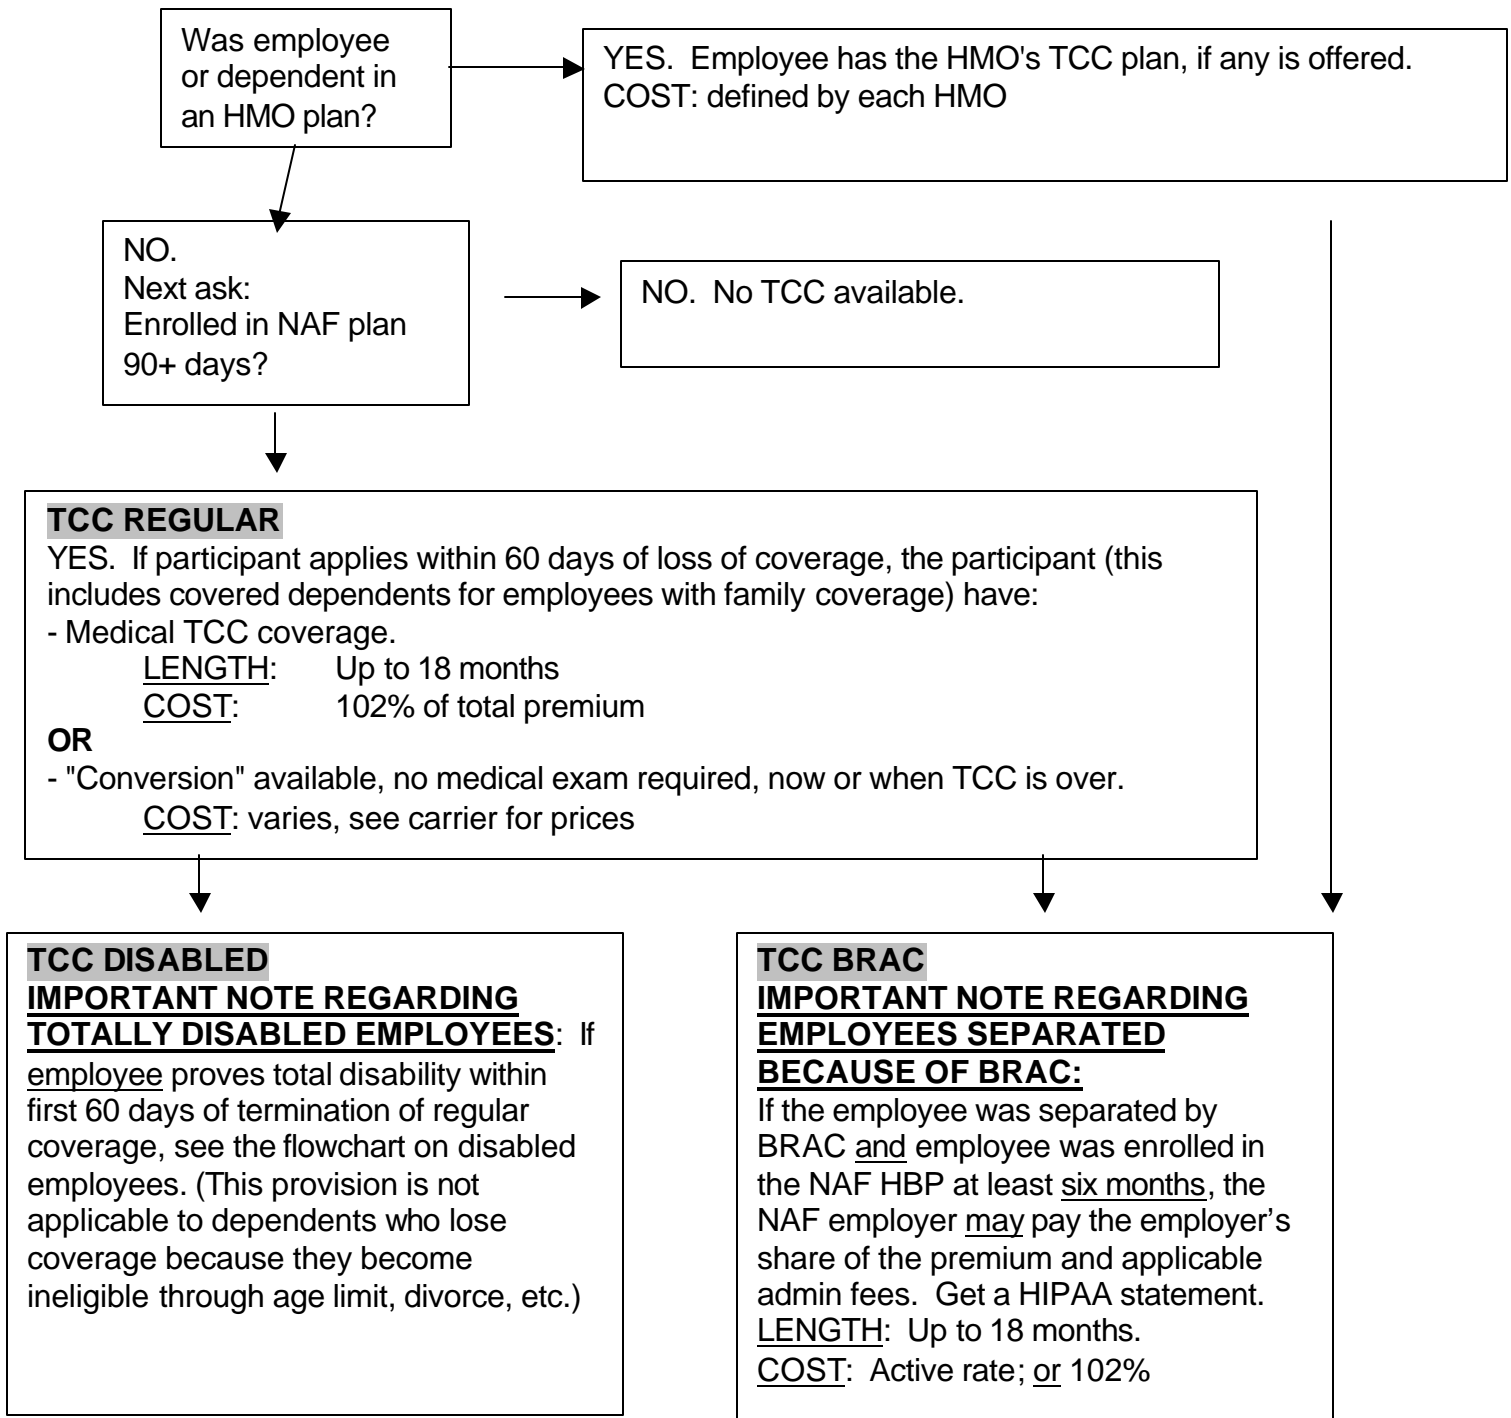 Was employee
or dependent in
an HMO plan?
YES.  Employee has the HMO's TCC plan, if any is offered.
COST: defined by each HMO
NO.
Next ask:
Enrolled in NAF plan
90+ days?
NO.  No TCC available.
TCC REGULAR
YES.  If participant applies within 60 days of loss of coverage, the participant (this
includes covered dependents for employees with family coverage) have:
- Medical TCC coverage.
LENGTH: Up to 18 months
COST: 102% of total premium
OR
- "Conversion" available, no medical exam required, now or when TCC is over.
COST: varies, see carrier for prices
TCC DISABLED
IMPORTANT NOTE REGARDING
TOTALLY DISABLED EMPLOYEES:  If
employee proves total disability within
first 60 days of termination of regular
coverage, see the flowchart on disabled
employees. (This provision is not
applicable to dependents who lose
coverage because they become
ineligible through age limit, divorce, etc.)
TCC BRAC
IMPORTANT NOTE REGARDING
EMPLOYEES SEPARATED
BECAUSE OF BRAC:
If the employee was separated by
BRAC and employee was enrolled in
the NAF HBP at least six months, the
NAF employer may pay the employer’s
share of the premium and applicable
admin fees.  Get a HIPAA statement.
LENGTH:  Up to 18 months.
COST:  Active rate; or 102%